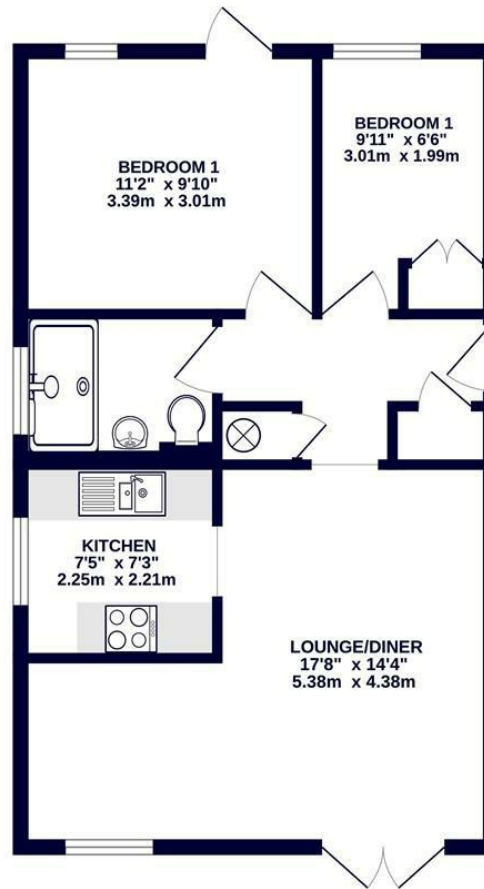 BEDROOM 1
11'2" x 9'10"
3.39m x 3.01m
BEDROOM 1
9'11" x 6'6"
3.01m x 1.99m
KITCHEN
7'5" x 7'3"
2.25m x 2.21m
LOUNGE/DINER
17'8" x 14'4"
5.38m x 4.38m